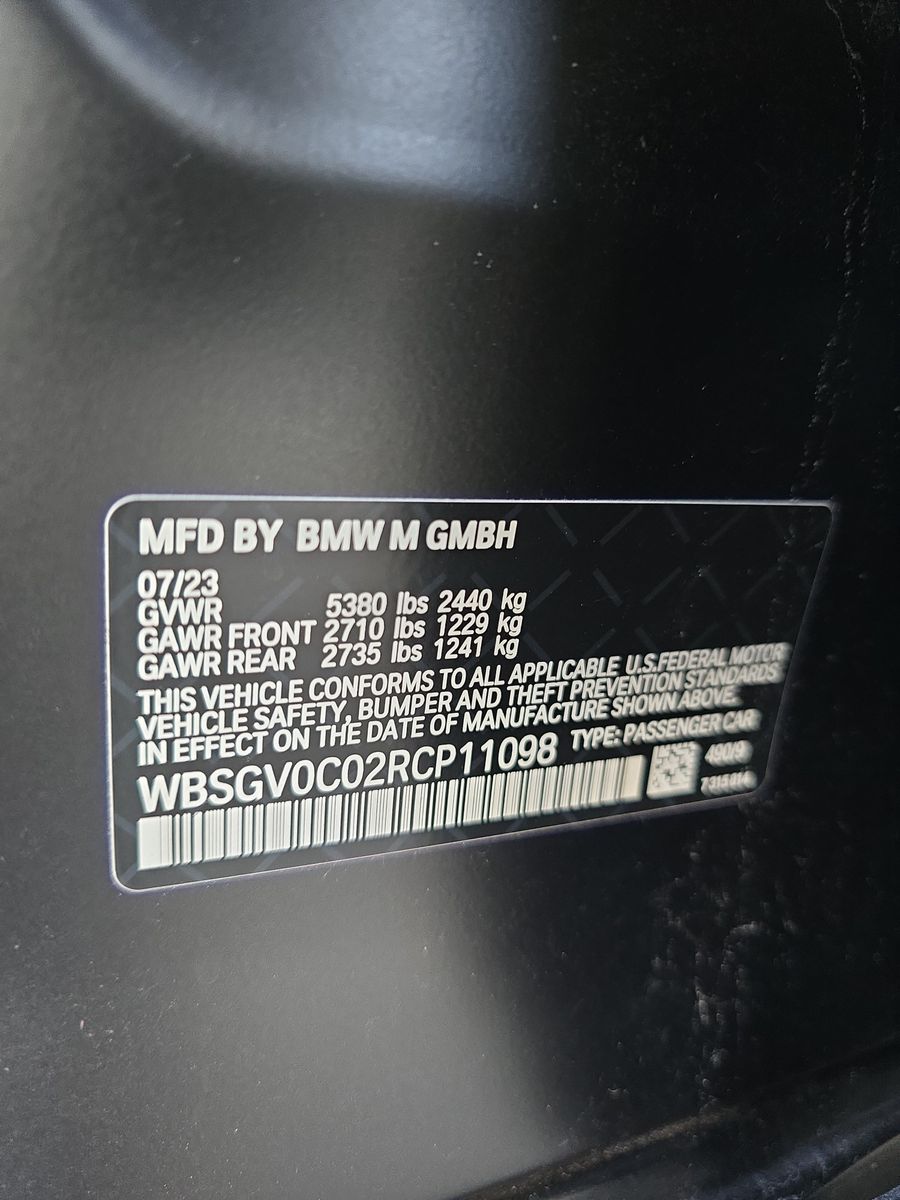 MFD BY BMW M GMBH
07/23
GVWR 5380 lbs 2440 kg
GAWR FRONT 2710 lbs 1229 kg
GAWR REAR 2735 lbs 1241 kg
THIS VEHICLE CONFORMS TO ALL APPLICABLE U.S.FEDERAL MOTOR
VEHICLE SAFETY, BUMPER AND THEFT PREVENTION STANDARDS
IN EFFECT ON THE DATE OF MANUFACTURE SHOWN ABOVE.
WBSGV0C02RCP11098 TYPE: PASSENGER CAR